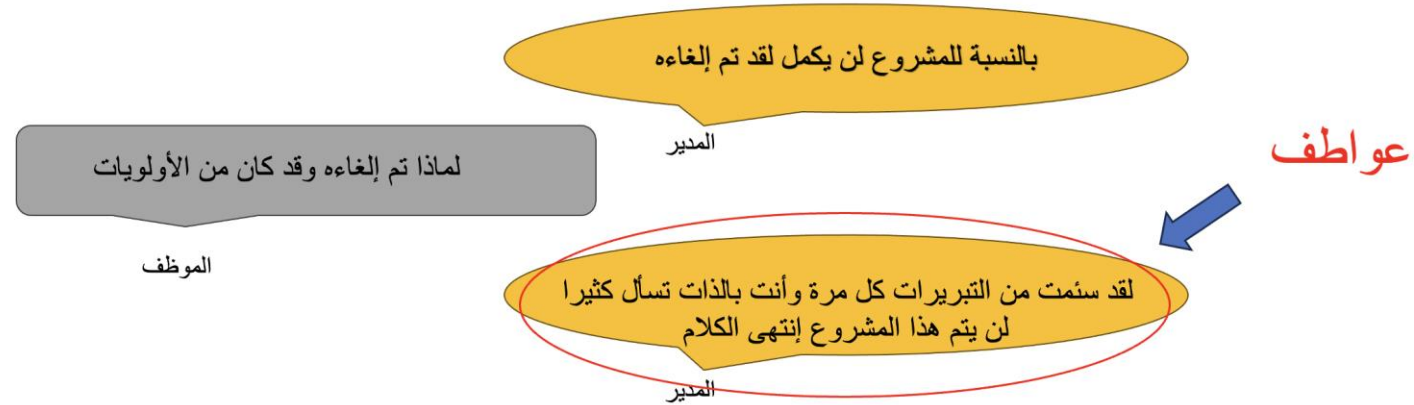 بالنسبة للمشروع لن يكمل لقد تم إلغاءه
المدير
عواطف
لماذا تم إلغاءه وقد كان من الأولويات
الموظف
لقد سئمت من التبريرات كل مرة وأنت بالذات تسأل كثيرا
لن يتم هذا المشروع إنتهى الكلام
المدير